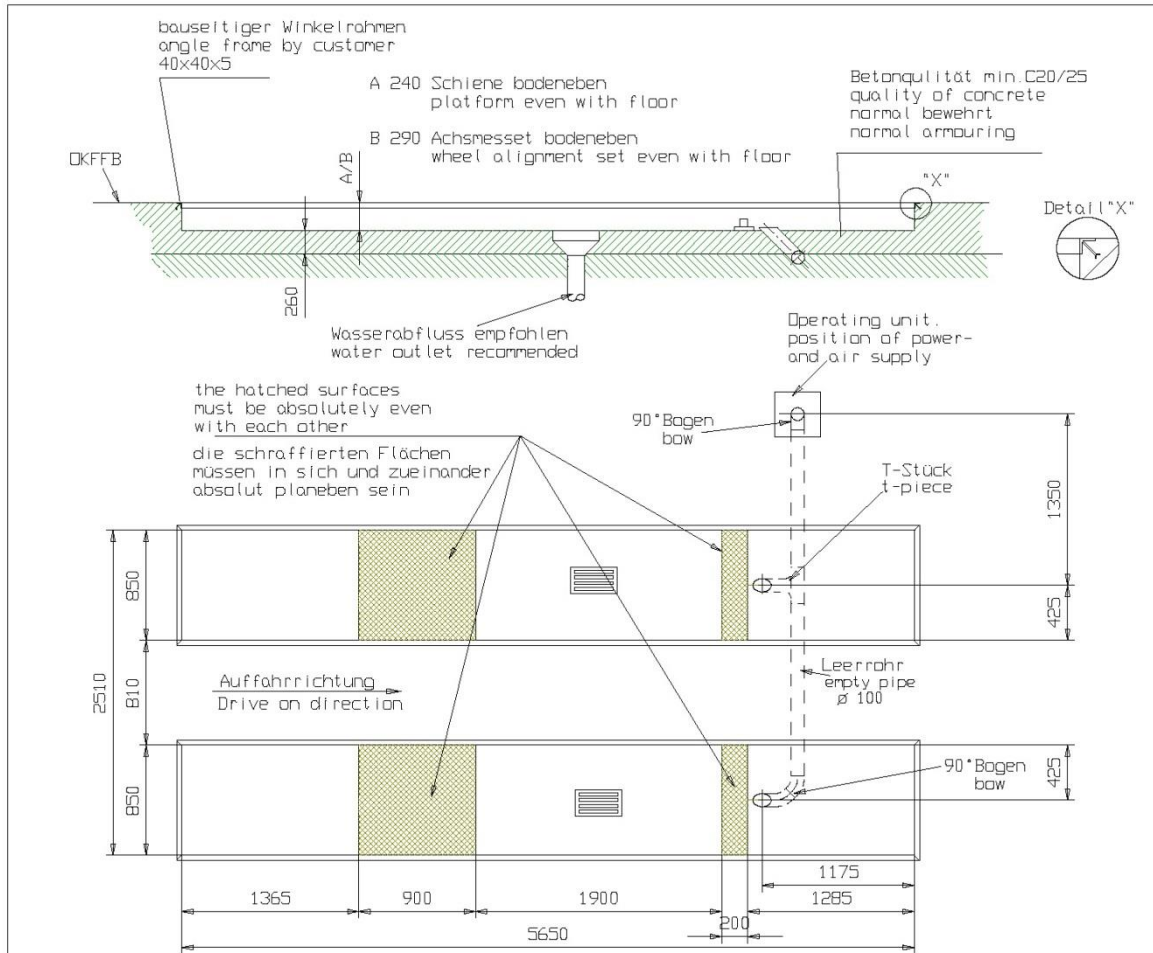 bauseitiger Winkelrahmen
angle frame by customer
40x40x5
A 240 Schiene bodeneben
platform even with floor
B 290 Achsmesset bodeneben
wheel alignment set even with floor
Betonqulität min.C20/25
quality of concrete
normal bewehrt
normal armouring
OKFFB
A/B
"X"
Detail"X"
260
Wasserabfluss empfohlen
water outlet recommended
Operating unit.
position of power-
and air supply
the hatched surfaces
must be absolutely even
with each other
die schraffierten Flächen
müssen in sich und zueinander
absolut planeben sein
90°Bogen
bow
T-Stück
t-piece
1350
850
425
2510
810
Auffahrrichtung
Drive on direction
Leerrohr
empty pipe
ø 100
850
90°Bogen
bow
425
1175
1365
900
1900
1285
200
5650